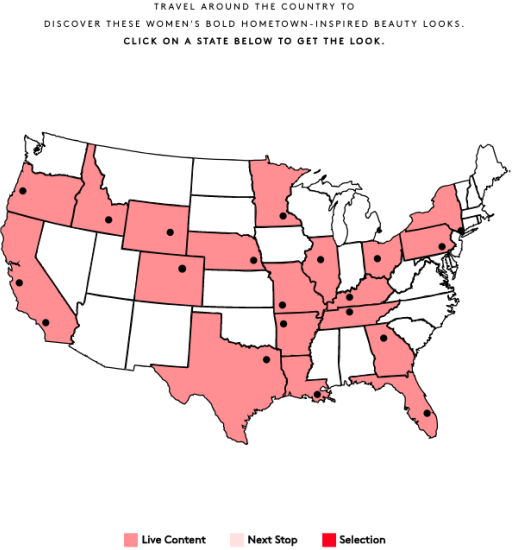 TRAVEL AROUND THE COUNTRY TO
DISCOVER THESE WOMEN'S BOLD HOMETOWN-INSPIRED BEAUTY LOOKS.
CLICK ON A STATE BELOW TO GET THE LOOK.
Live Content
Next Stop
Selection